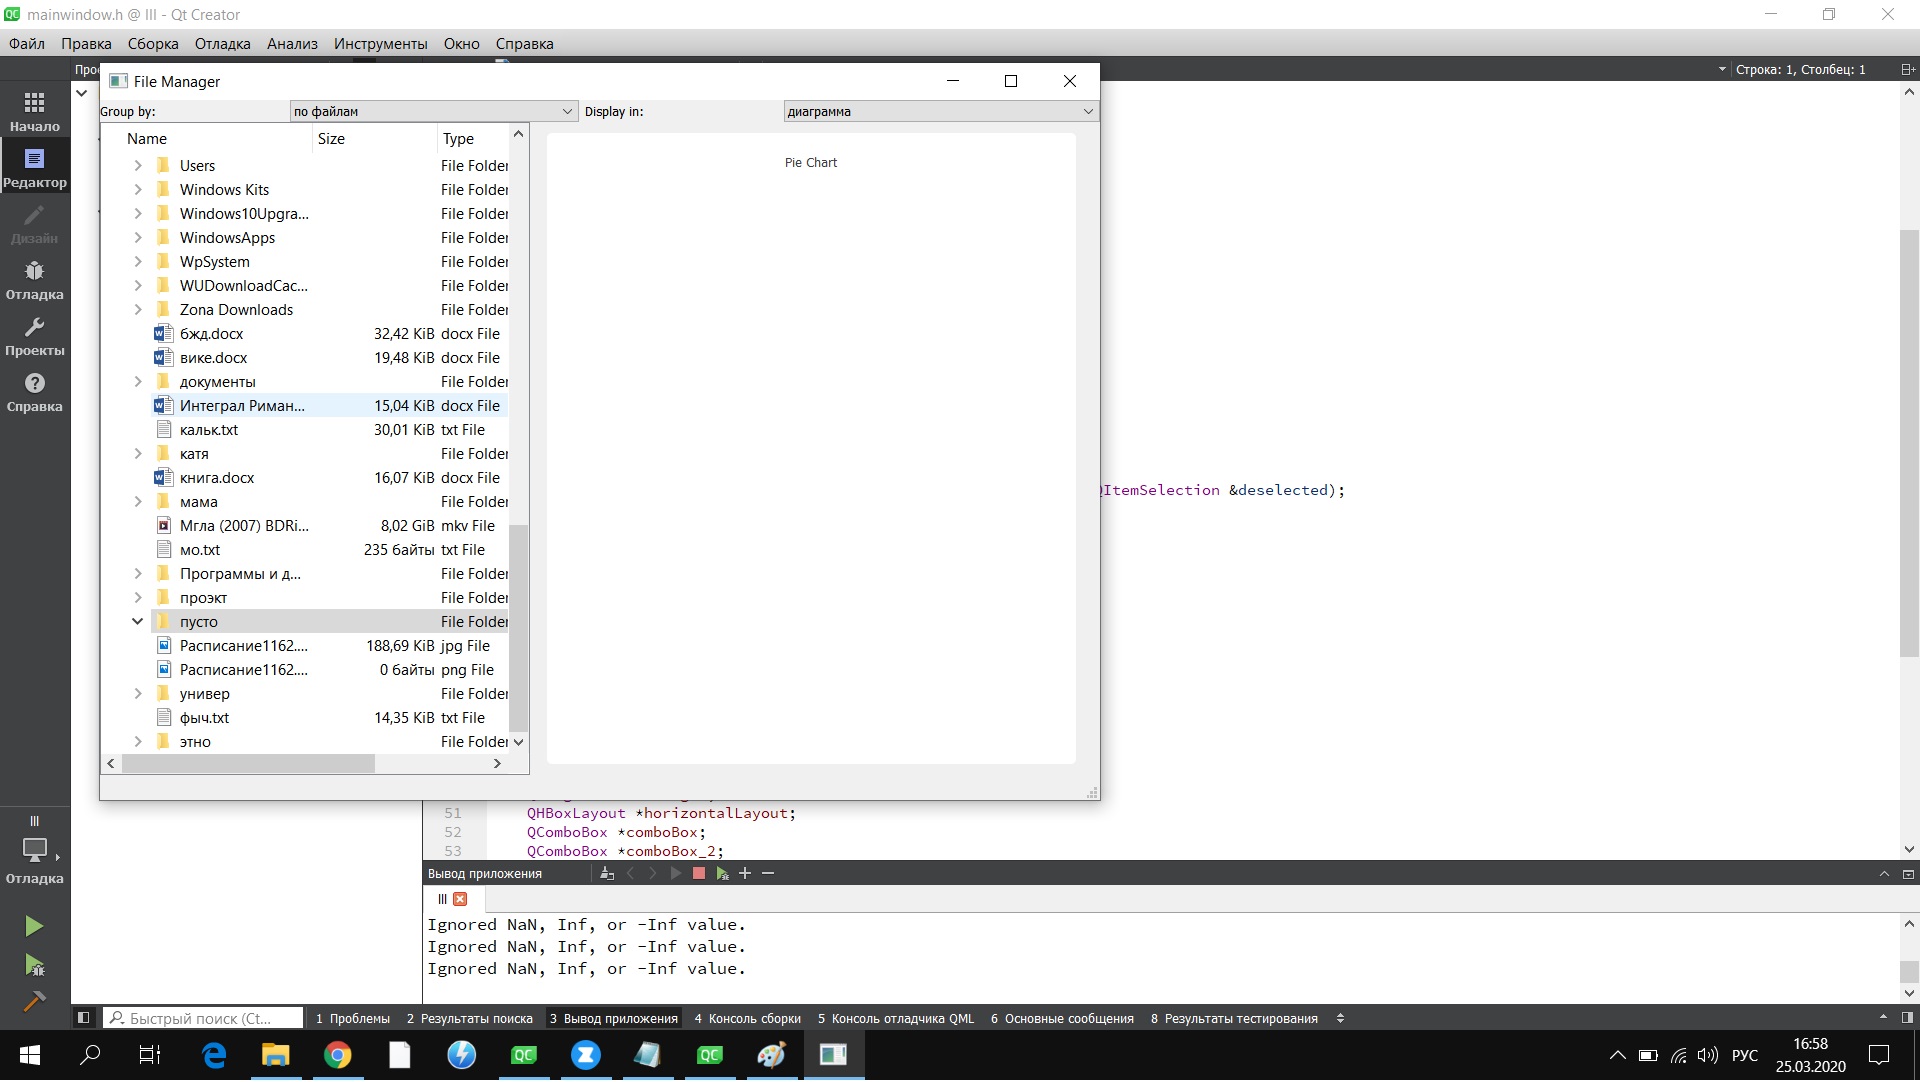 mainwindow.h @ lll - Qt Creator
Файл Правка Сборка Отладка Анализ Инструменты Окно Справка
Строка: 1, Столбец: 1
File Manager
Group by: по файлам Display in: диаграмма
Name Size Type
Users File Folder
Windows Kits File Folder
Windows10Upgra... File Folder
WindowsApps File Folder
WpSystem File Folder
WUDownloadCac... File Folder
Zona Downloads File Folder
бжд.docx 32,42 KiB docx File
вике.docx 19,48 KiB docx File
документы File Folder
Интеграл Риман... 15,04 KiB docx File
кальк.txt 30,01 KiB txt File
катя File Folder
книга.docx 16,07 KiB docx File
мама File Folder
Мгла (2007) BDRi... 8,02 GiB mkv File
мо.txt 235 байты txt File
Программы и д... File Folder
проэкт File Folder
пусто File Folder
Расписание1162.... 188,69 KiB jpg File
Расписание1162.... 0 байты png File
универ File Folder
фыч.txt 14,35 KiB txt File
этно File Folder
Pie Chart
Начало
Редактор
Дизайн
Отладка
Проекты
Справка
lll
Отладка
QItemSelection &deselected);
51 QHBoxLayout *horizontalLayout;
52 QComboBox *comboBox;
53 QComboBox *comboBox_2;
Вывод приложения
lll
Ignored NaN, Inf, or -Inf value.
Ignored NaN, Inf, or -Inf value.
Ignored NaN, Inf, or -Inf value.
Быстрый поиск (Ct... 1 Проблемы 2 Результаты поиска 3 Вывод приложения 4 Консоль сборки 5 Консоль отладчика QML 6 Основные сообщения 8 Результаты тестирования
РУС
16:58
25.03.2020